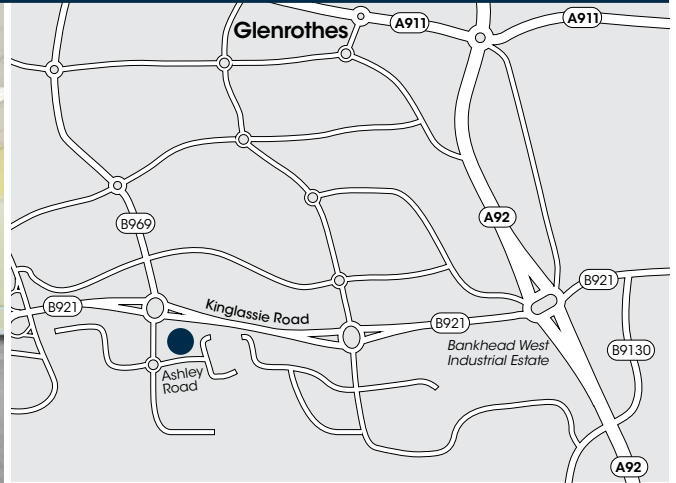 Glenrothes
A911
A911
B969
A92
B921
B921
Kinglassie Road
B921
Bankhead West
Industrial Estate
B9130
Ashley
Road
A92